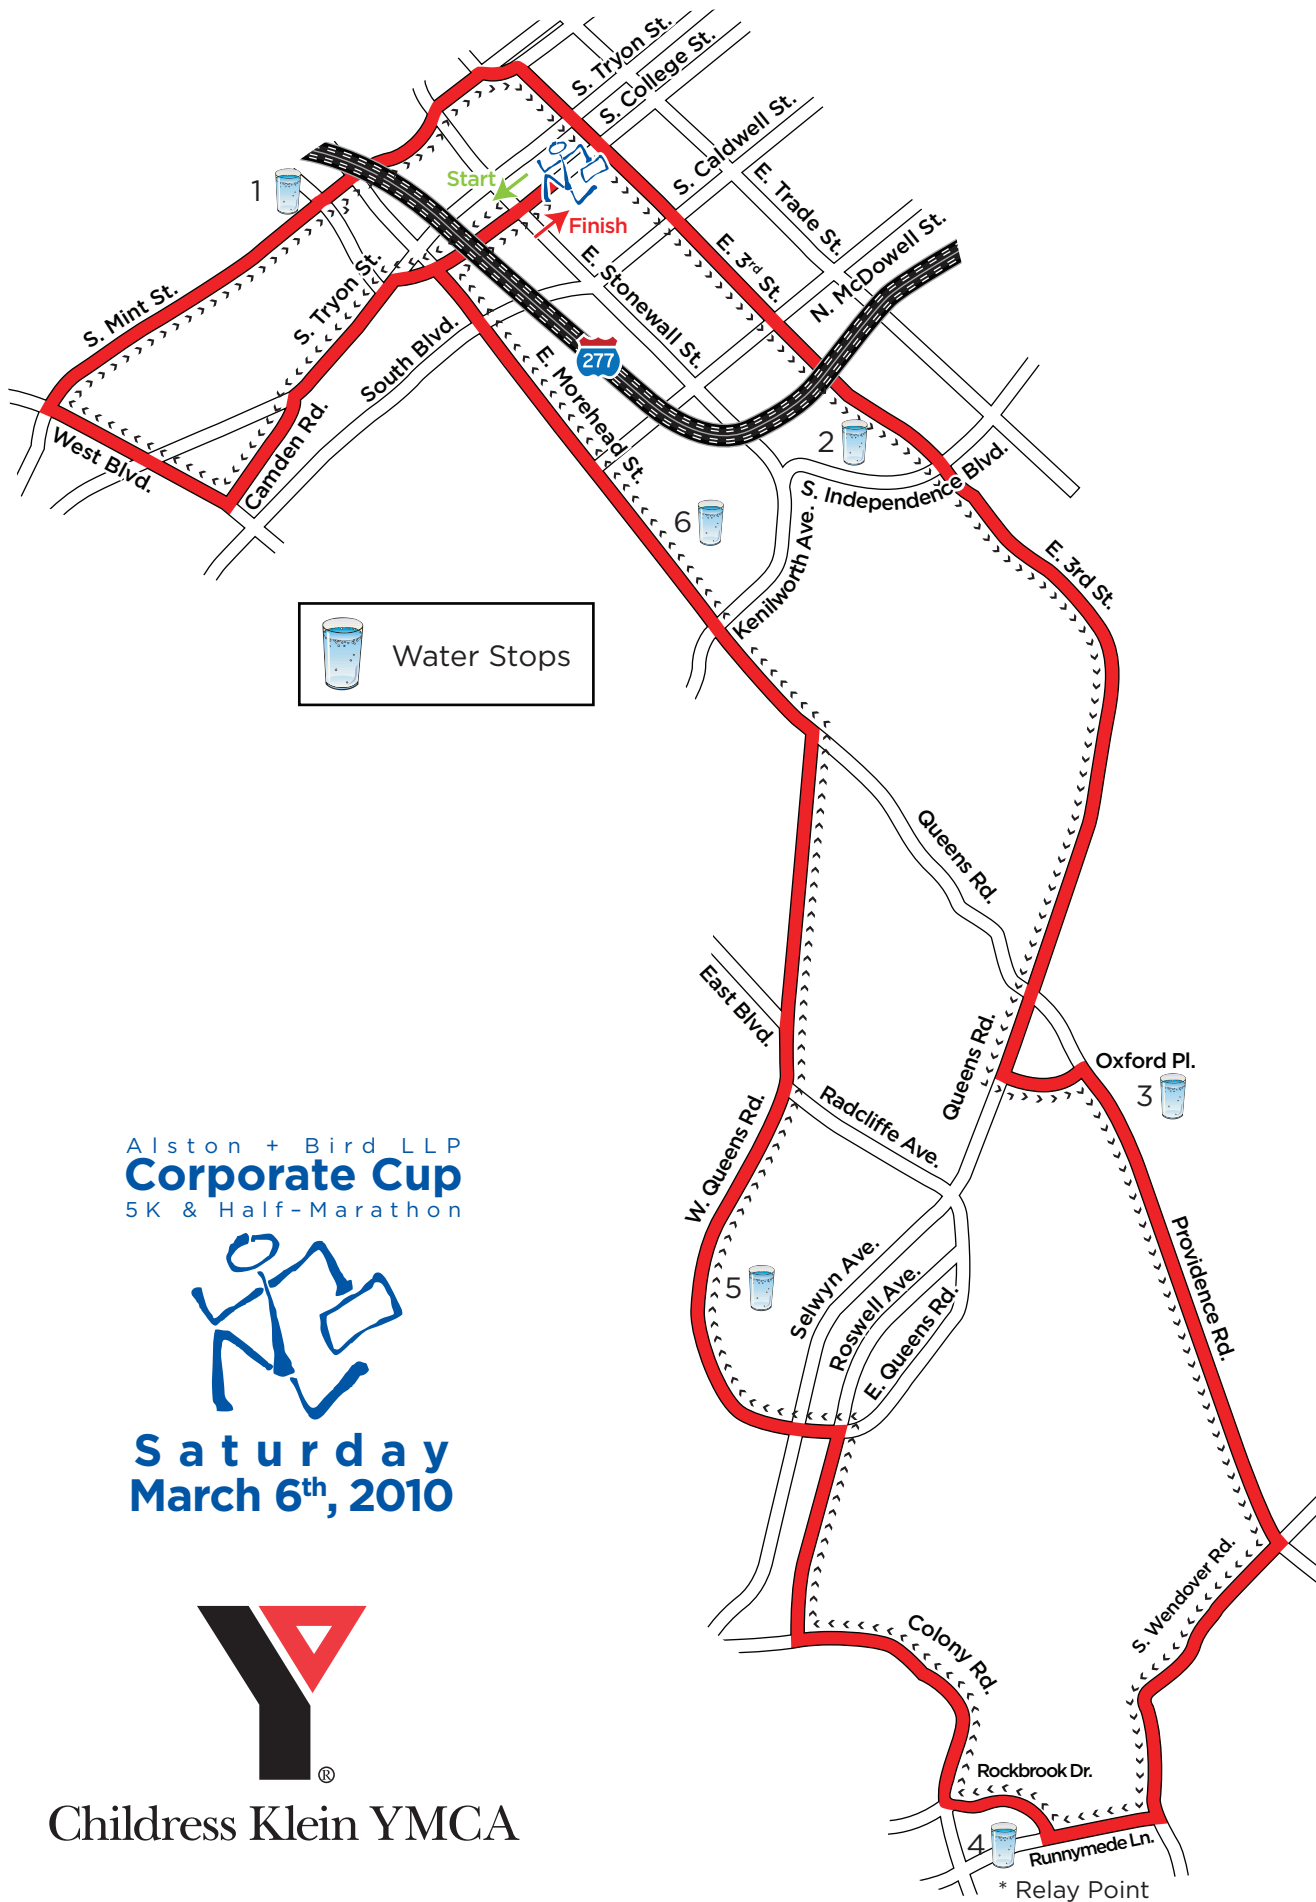 S. Tryon St.
S. College St.
S. Caldwell St.
E. Trade St.
N. McDowell St.
1
Start
Finish
E. 3rd St.
E. Stonewall St.
S. Mint St.
S. Tryon St.
South Blvd.
277
E. Morehead St.
West Blvd.
Camden Rd.
2
S. Independence Blvd.
6
Kenilworth Ave.
E. 3rd St.
Water Stops
Queens Rd.
East Blvd.
Queens Rd.
Oxford Pl.
3
Radcliffe Ave.
W. Queens Rd.
Alston + Bird LLP
Corporate Cup
5K & Half-Marathon
Providence Rd.
5
Selwyn Ave.
Roswell Ave.
E. Queens Rd.
Saturday
March 6th, 2010
S. Wendover Rd.
Colony Rd.
®
Rockbrook Dr.
Childress Klein YMCA
4
Runnymede Ln.
* Relay Point